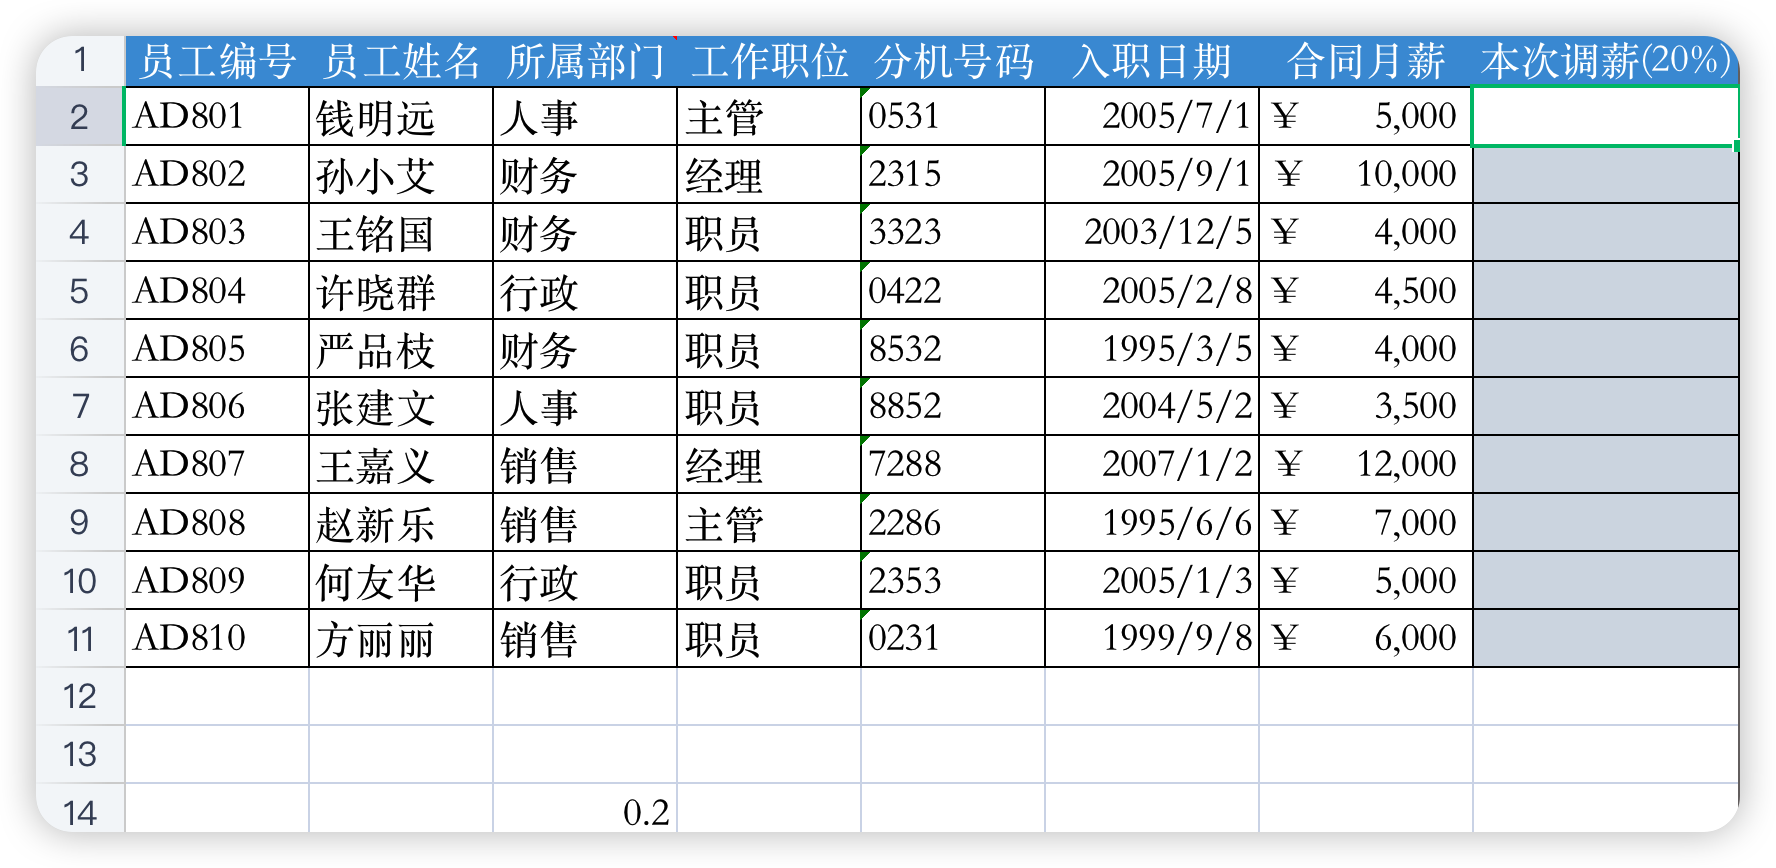 1 员工编号 员工姓名 所属部门 工作职位 分机号码 入职日期 合同月薪 本次调薪(20%)
2 AD801 钱明远 人事 主管 0531 2005/7/1 ¥ 5,000
3 AD802 孙小艾 财务 经理 2315 2005/9/1 ¥ 10,000
4 AD803 王铭国 财务 职员 3323 2003/12/5 ¥ 4,000
5 AD804 许晓群 行政 职员 0422 2005/2/8 ¥ 4,500
6 AD805 严品枝 财务 职员 8532 1995/3/5 ¥ 4,000
7 AD806 张建文 人事 职员 8852 2004/5/2 ¥ 3,500
8 AD807 王嘉义 销售 经理 7288 2007/1/2 ¥ 12,000
9 AD808 赵新乐 销售 主管 2286 1995/6/6 ¥ 7,000
10 AD809 何友华 行政 职员 2353 2005/1/3 ¥ 5,000
11 AD810 方丽丽 销售 职员 0231 1999/9/8 ¥ 6,000
12
13
14 0.2